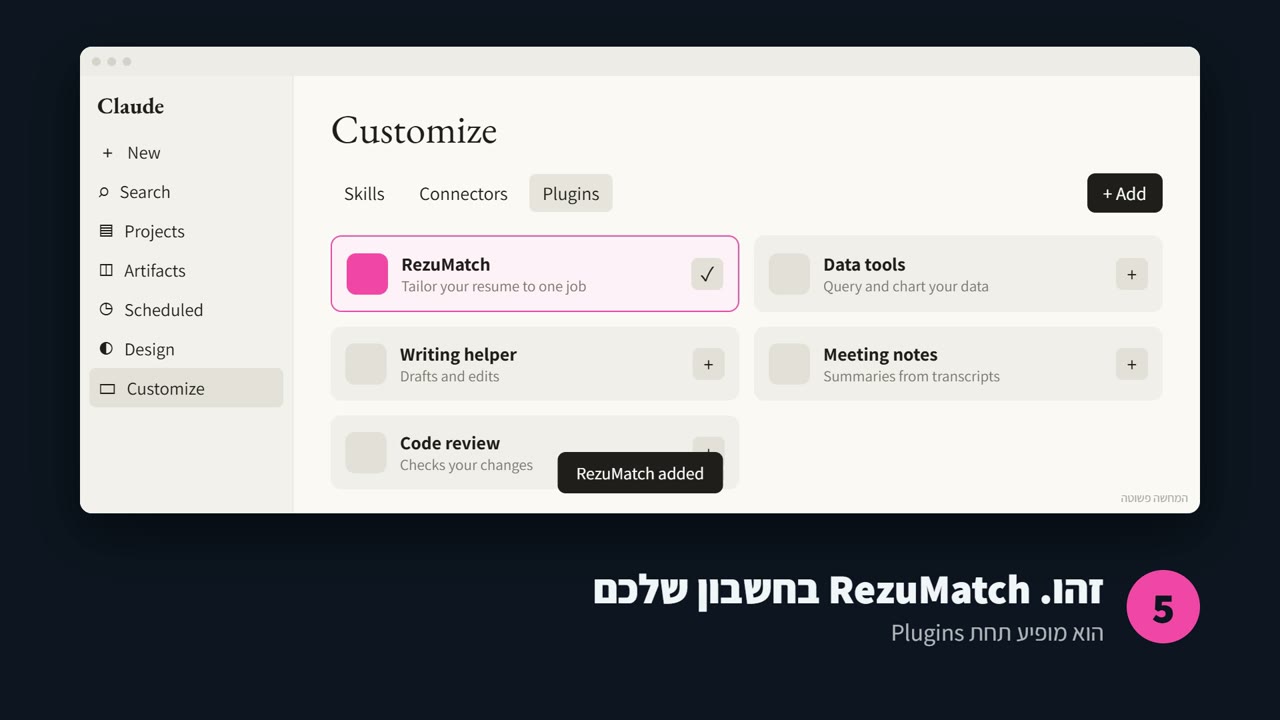 Claude
+ New
Search
Projects
Artifacts
Scheduled
Design
Customize
Customize
Skills
Connectors
Plugins
+ Add
RezuMatch
Tailor your resume to one job
✓
Data tools
Query and chart your data
+
Writing helper
Drafts and edits
+
Meeting notes
Summaries from transcripts
+
Code review
Checks your changes
RezuMatch added
המחשה פשוטה
5
זהו. RezuMatch בחשבון שלכם
הוא מופיע תחת Plugins